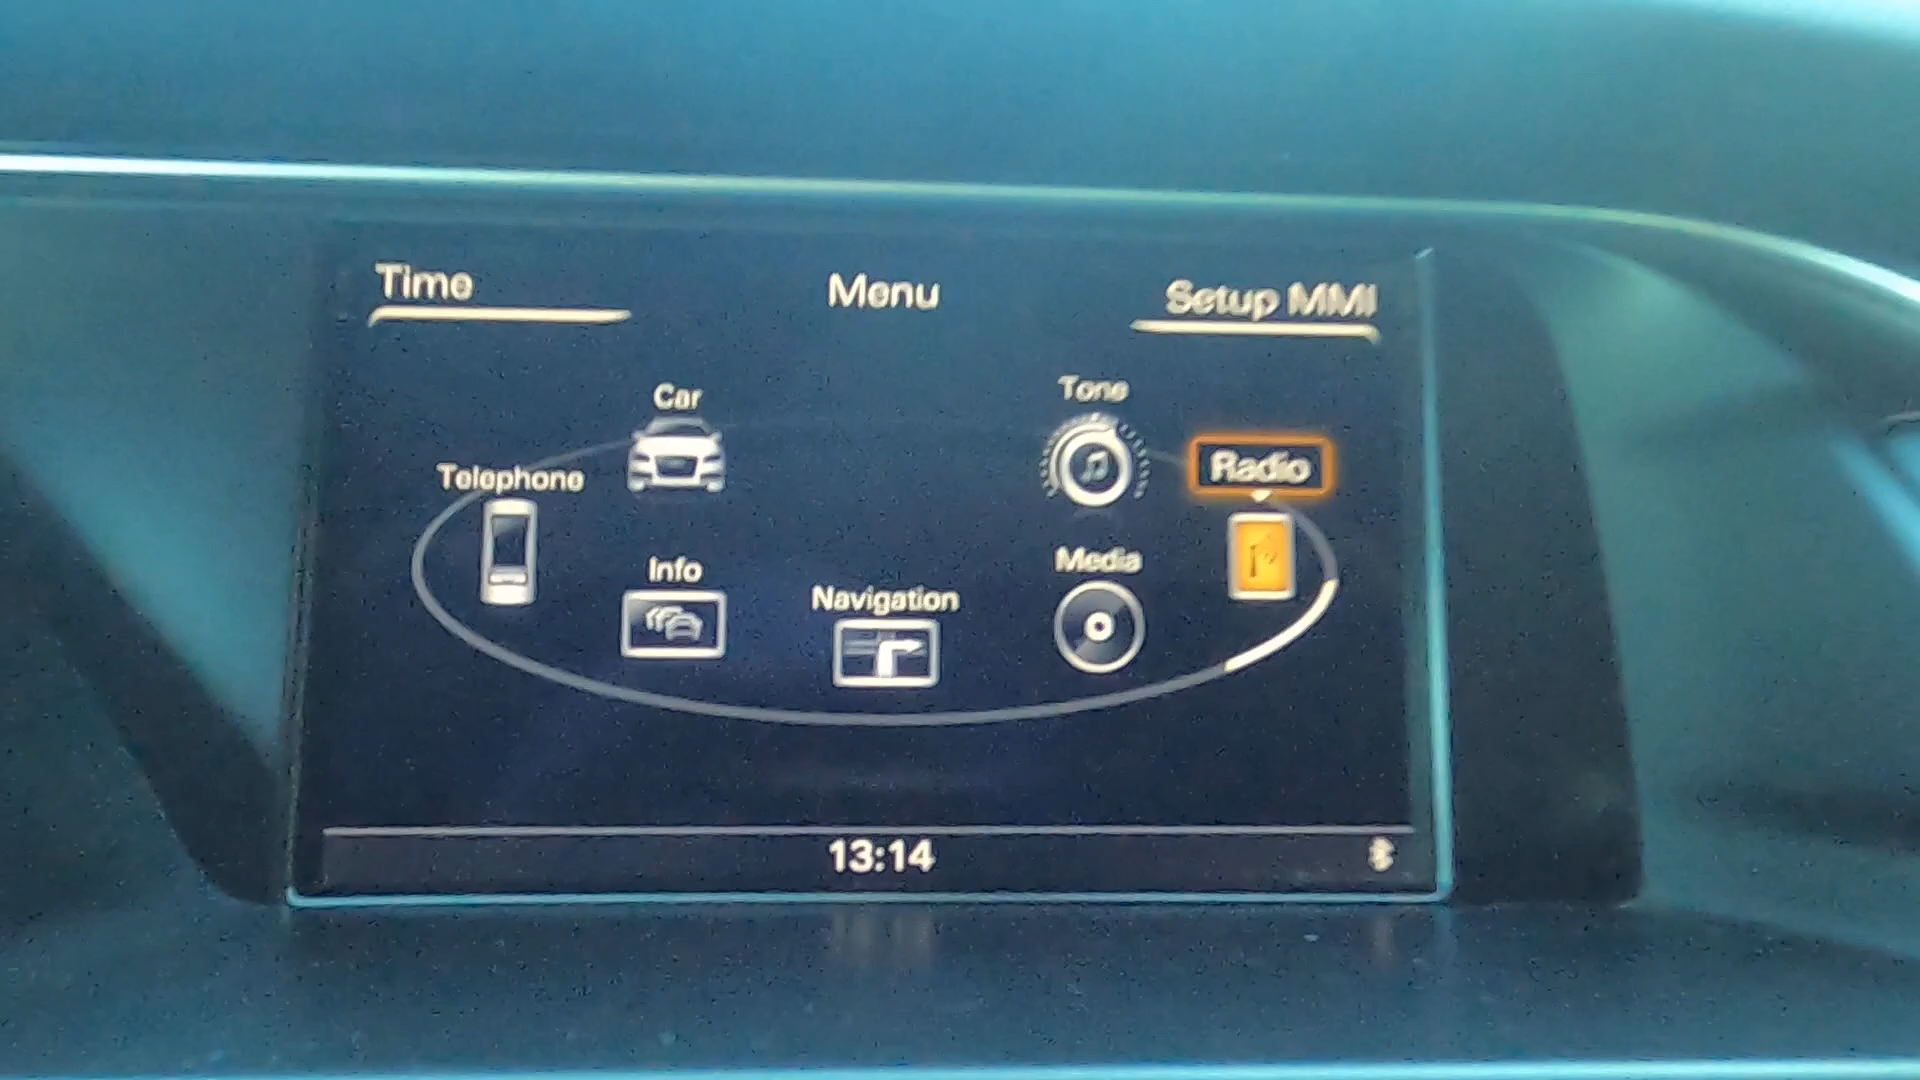 Time
Menu
Setup MMI
Car
Tone
Telephone
Radio
Info
Media
Navigation
13:14